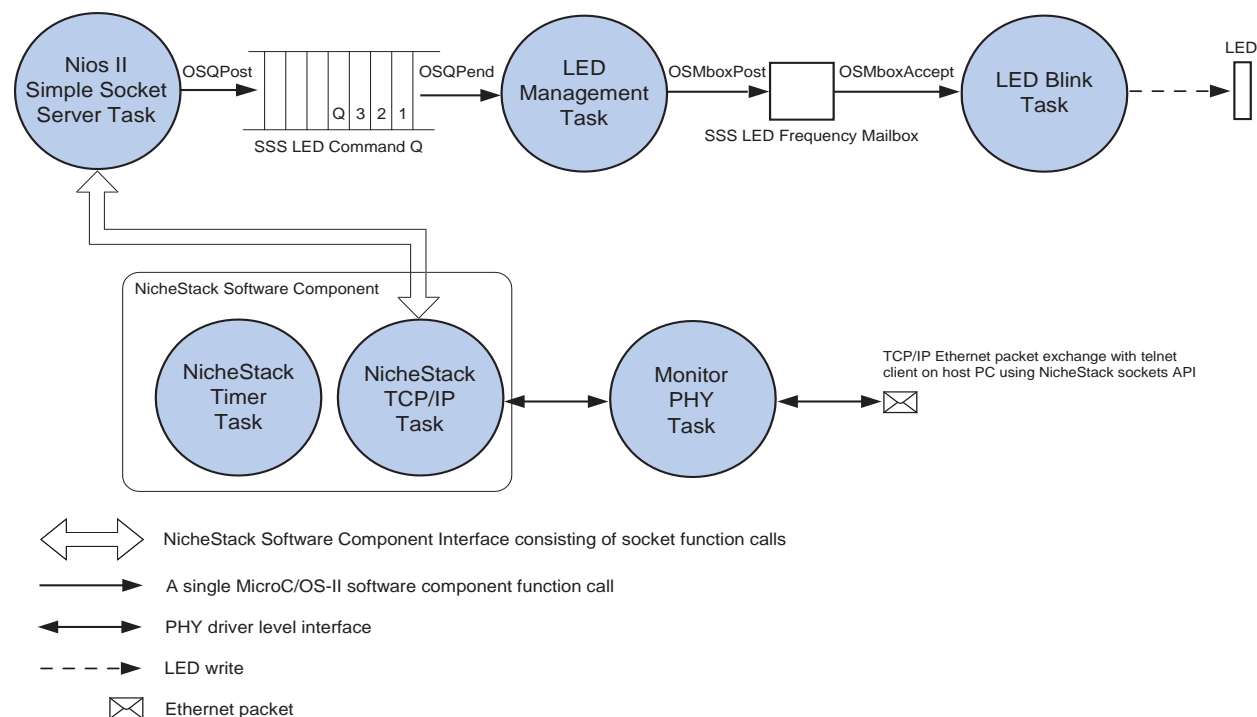 Nios II
Simple Socket
Server Task
OSQPost
Q 3 2 1
SSS LED Command Q
OSQPend
LED
Management
Task
OSMboxPost
SSS LED Frequency Mailbox
OSMboxAccept
LED Blink
Task
LED
NicheStack Software Component
NicheStack
Timer
Task
NicheStack
TCP/IP
Task
Monitor
PHY
Task
TCP/IP Ethernet packet exchange with telnet
client on host PC using NicheStack sockets API
NicheStack Software Component Interface consisting of socket function calls
A single MicroC/OS-II software component function call
PHY driver level interface
LED write
Ethernet packet